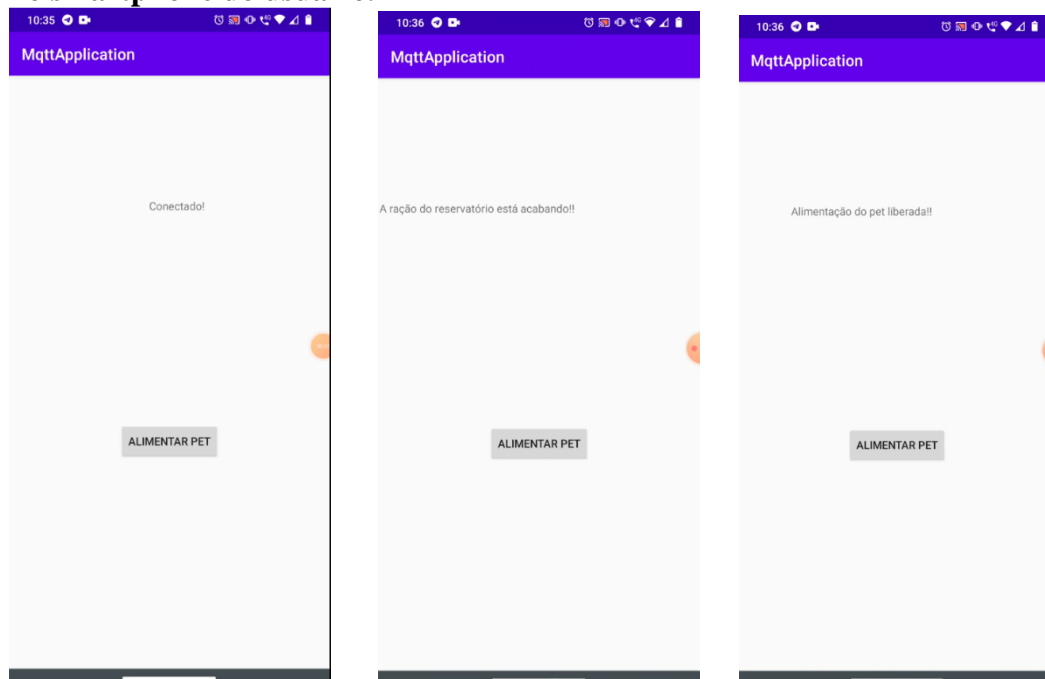 10:35
MqttApplication
Conectado!
ALIMENTAR PET
10:36
MqttApplication
A ração do reservatório está acabando!!
ALIMENTAR PET
10:36
MqttApplication
Alimentação do pet liberada!!
ALIMENTAR PET